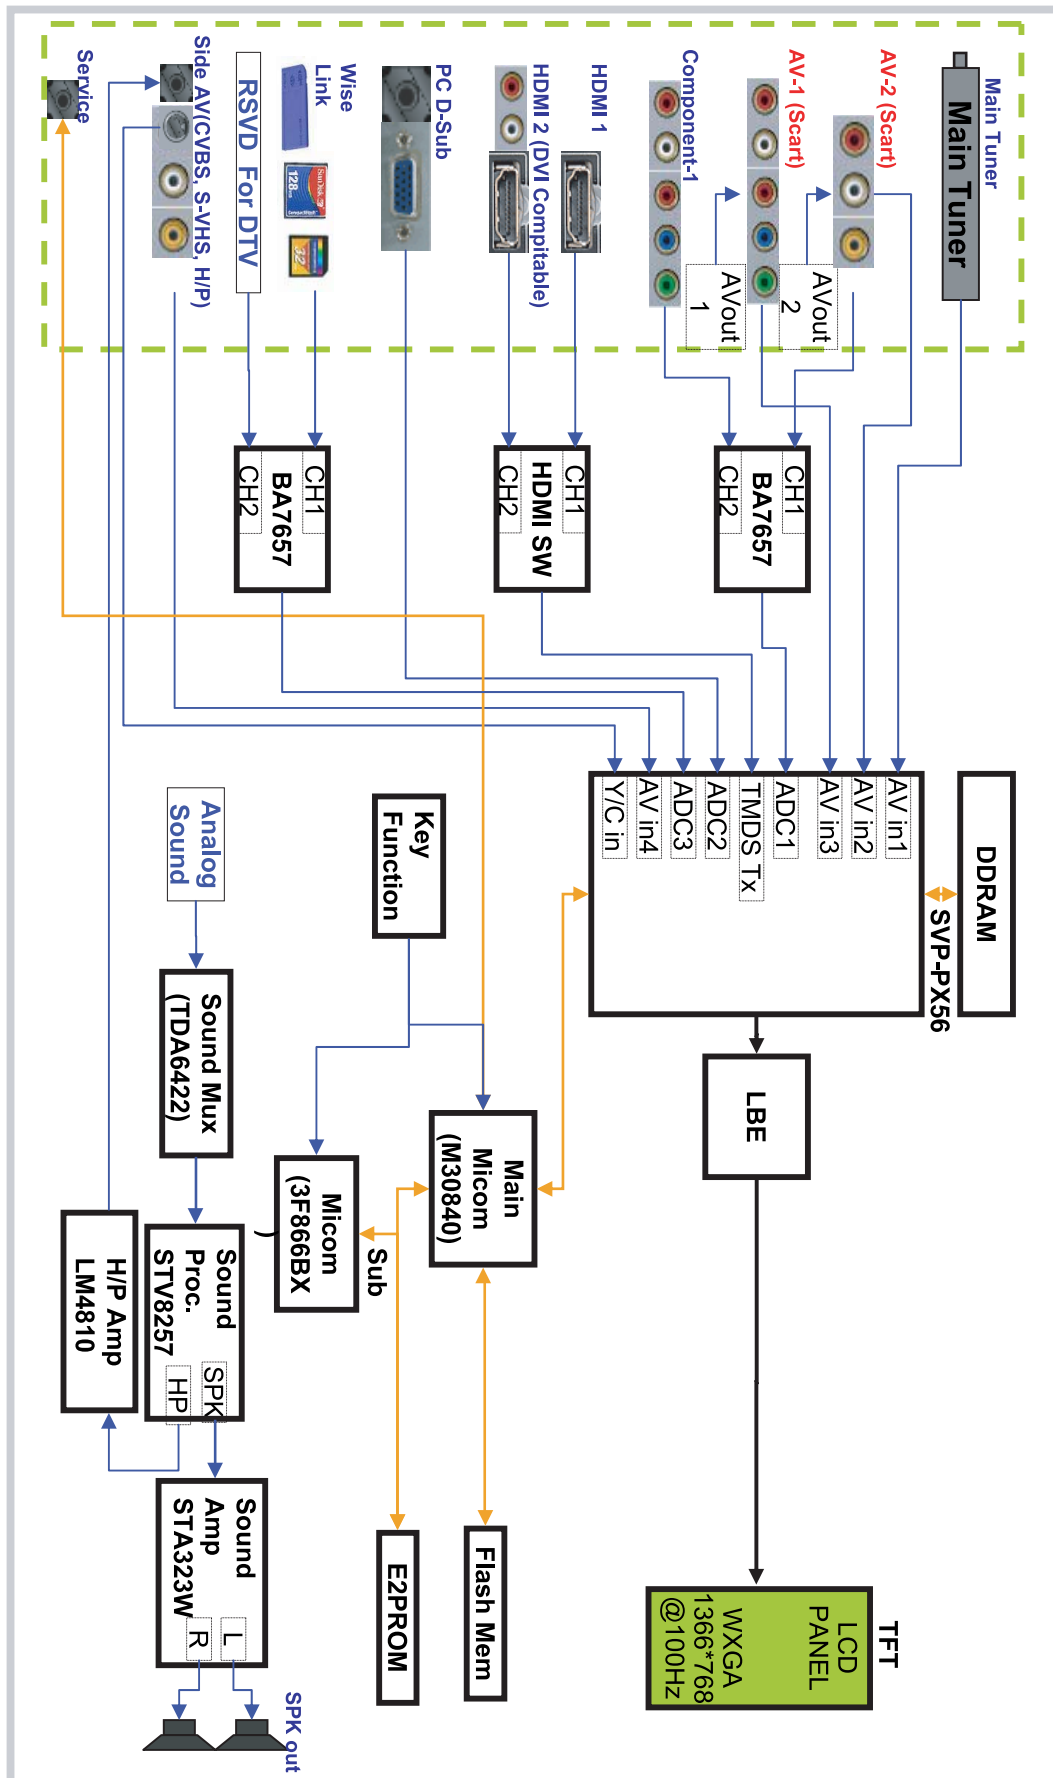 Main Tuner
Main Tuner
AV-2 (Scart)
AVout
2
AV-1 (Scart)
AVout
1
Component-1
HDMI 1
HDMI 2 (DVI Compitable)
PC D-Sub
Wise
Link
SanDisk
128
CompactFlash
32
RSVD For DTV
Side AV(CVBS, S-VHS, H/P)
Service
CH1
BA7657
CH2
CH1
HDMI SW
CH2
CH1
BA7657
CH2
DDRAM
SVP-PX56
AV in1
AV in2
AV in3
ADC1
TMDS Tx
ADC2
ADC3
AV in4
Y/C in
LBE
TFT
LCD
PANEL
WXGA
1366*768
@100Hz
Key
Function
Main
Micom
(M30840)
Sub
Micom
(3F866BX
)
Flash Mem
E2PROM
Analog
Sound
Sound Mux
(TDA6422)
Sound
Proc.
STV8257
SPK
HP
H/P Amp
LM4810
Sound
Amp
STA323W
L
R
SPK out